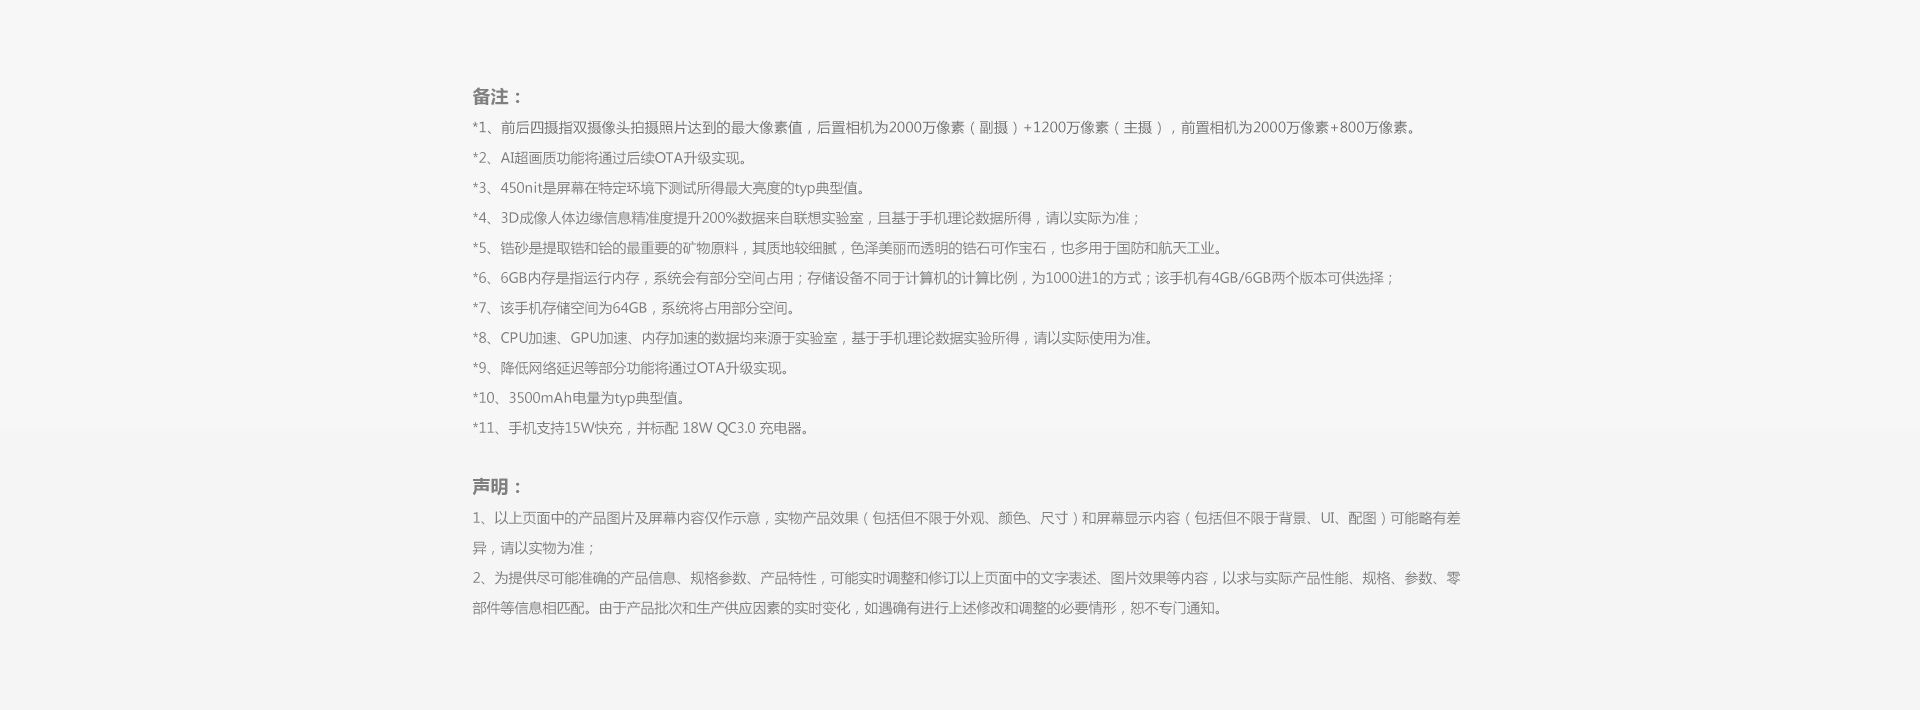 备注：
*1、前后四摄指双摄像头拍摄照片达到的最大像素值，后置相机为2000万像素（副摄）+1200万像素（主摄），前置相机为2000万像素+800万像素。
*2、AI超画质功能将通过后续OTA升级实现。
*3、450nit是屏幕在特定环境下测试所得最大亮度的typ典型值。
*4、3D成像人体边缘信息精准度提升200%数据来自联想实验室，且基于手机理论数据所得，请以实际为准；
*5、锆砂是提取锆和铪的最重要的矿物原料，其质地较细腻，色泽美丽而透明的锆石可作宝石，也多用于国防和航天工业。
*6、6GB内存是指运行内存，系统会有部分空间占用；存储设备不同于计算机的计算比例，为1000进1的方式；该手机有4GB/6GB两个版本可供选择；
*7、该手机存储空间为64GB，系统将占用部分空间。
*8、CPU加速、GPU加速、内存加速的数据均来源于实验室，基于手机理论数据实验所得，请以实际使用为准。
*9、降低网络延迟等部分功能将通过OTA升级实现。
*10、3500mAh电量为typ典型值。
*11、手机支持15W快充，并标配 18W QC3.0 充电器。
声明：
1、以上页面中的产品图片及屏幕内容仅作示意，实物产品效果（包括但不限于外观、颜色、尺寸）和屏幕显示内容（包括但不限于背景、UI、配图）可能略有差
异，请以实物为准；
2、为提供尽可能准确的产品信息、规格参数、产品特性，可能实时调整和修订以上页面中的文字表述、图片效果等内容，以求与实际产品性能、规格、参数、零
部件等信息相匹配。由于产品批次和生产供应因素的实时变化，如遇确有进行上述修改和调整的必要情形，恕不专门通知。